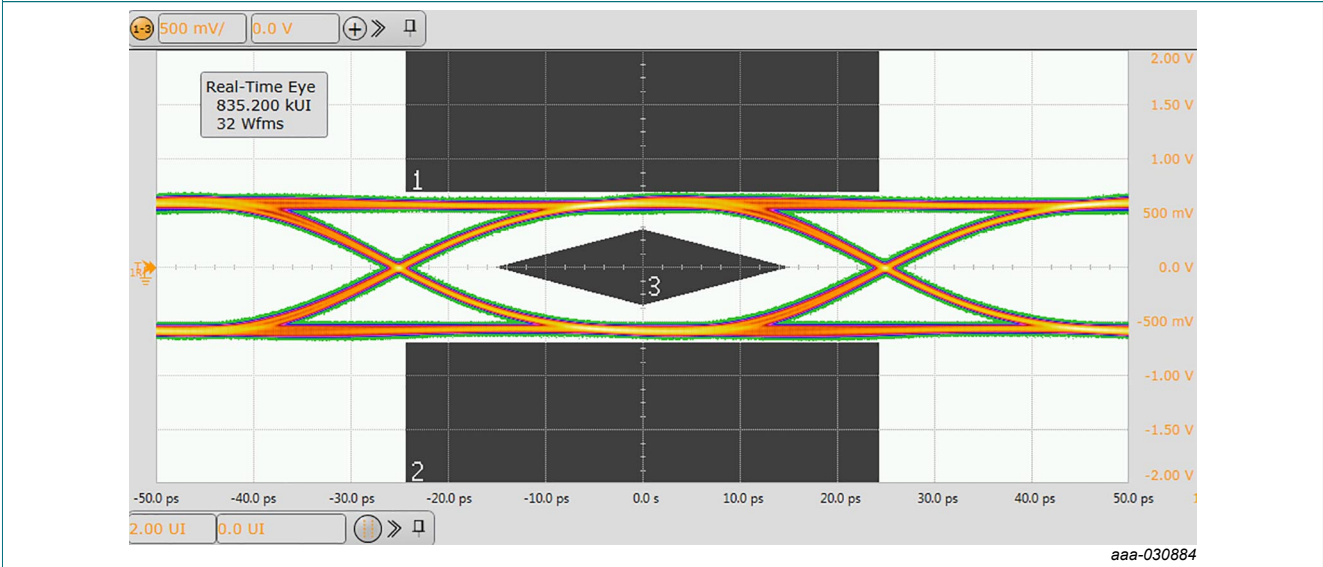 1-3 500 mV/ 0.0 V
Real-Time Eye
835.200 kUI
32 Wfms
2.00 V
1.50 V
1.00 V
500 mV
0.0 V
-500 mV
-1.00 V
-1.50 V
-2.00 V
1
3
2
-50.0 ps -40.0 ps -30.0 ps -20.0 ps -10.0 ps 0.0 s 10.0 ps 20.0 ps 30.0 ps 40.0 ps 50.0 ps
2.00 UI 0.0 UI
aaa-030884